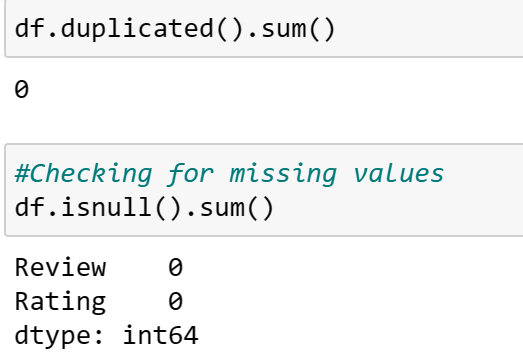 df.duplicated().sum()
0
#Checking for missing values
df.isnull().sum()
Review    0
Rating    0
dtype: int64